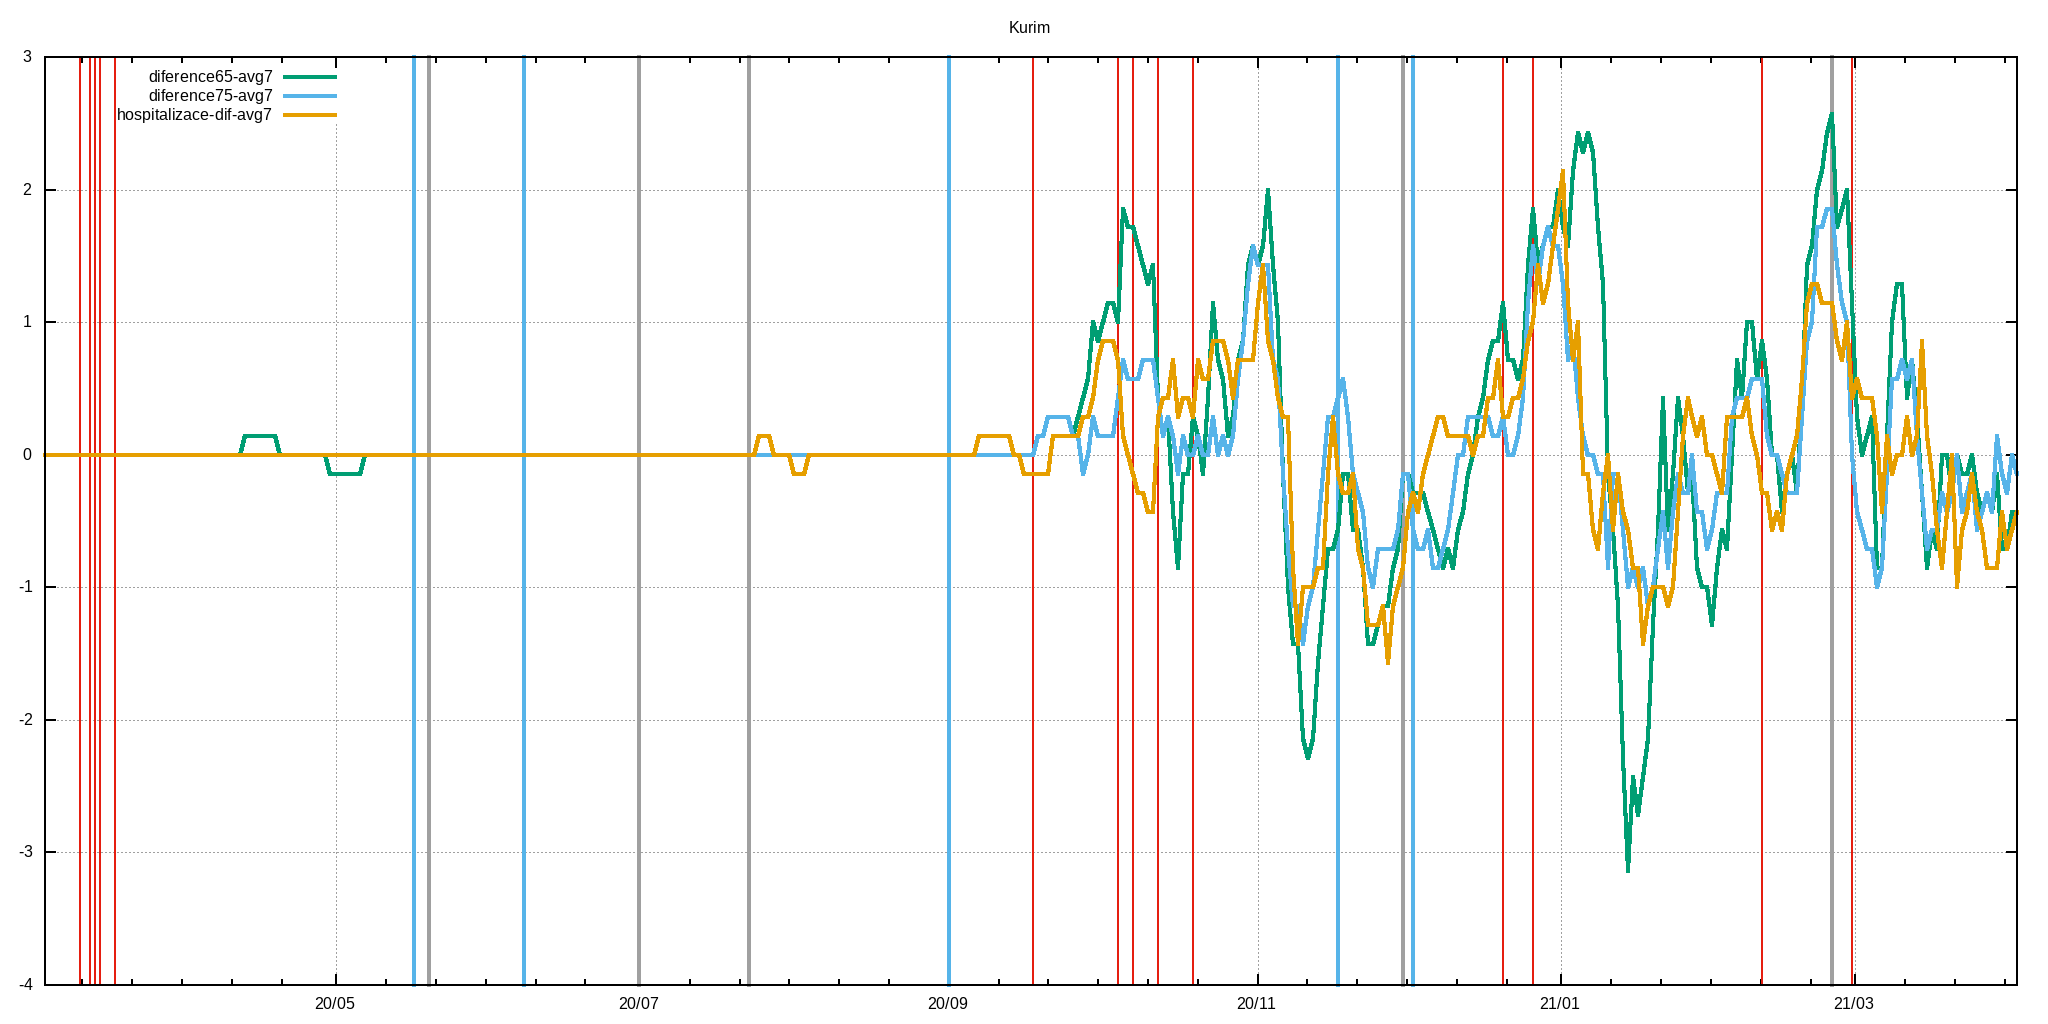 Kurim
3
diference65-avg7
diference75-avg7
hospitalizace-dif-avg7
2
1
0
-1
-2
-3
-4
20/05 20/07 20/09 20/11 21/01 21/03